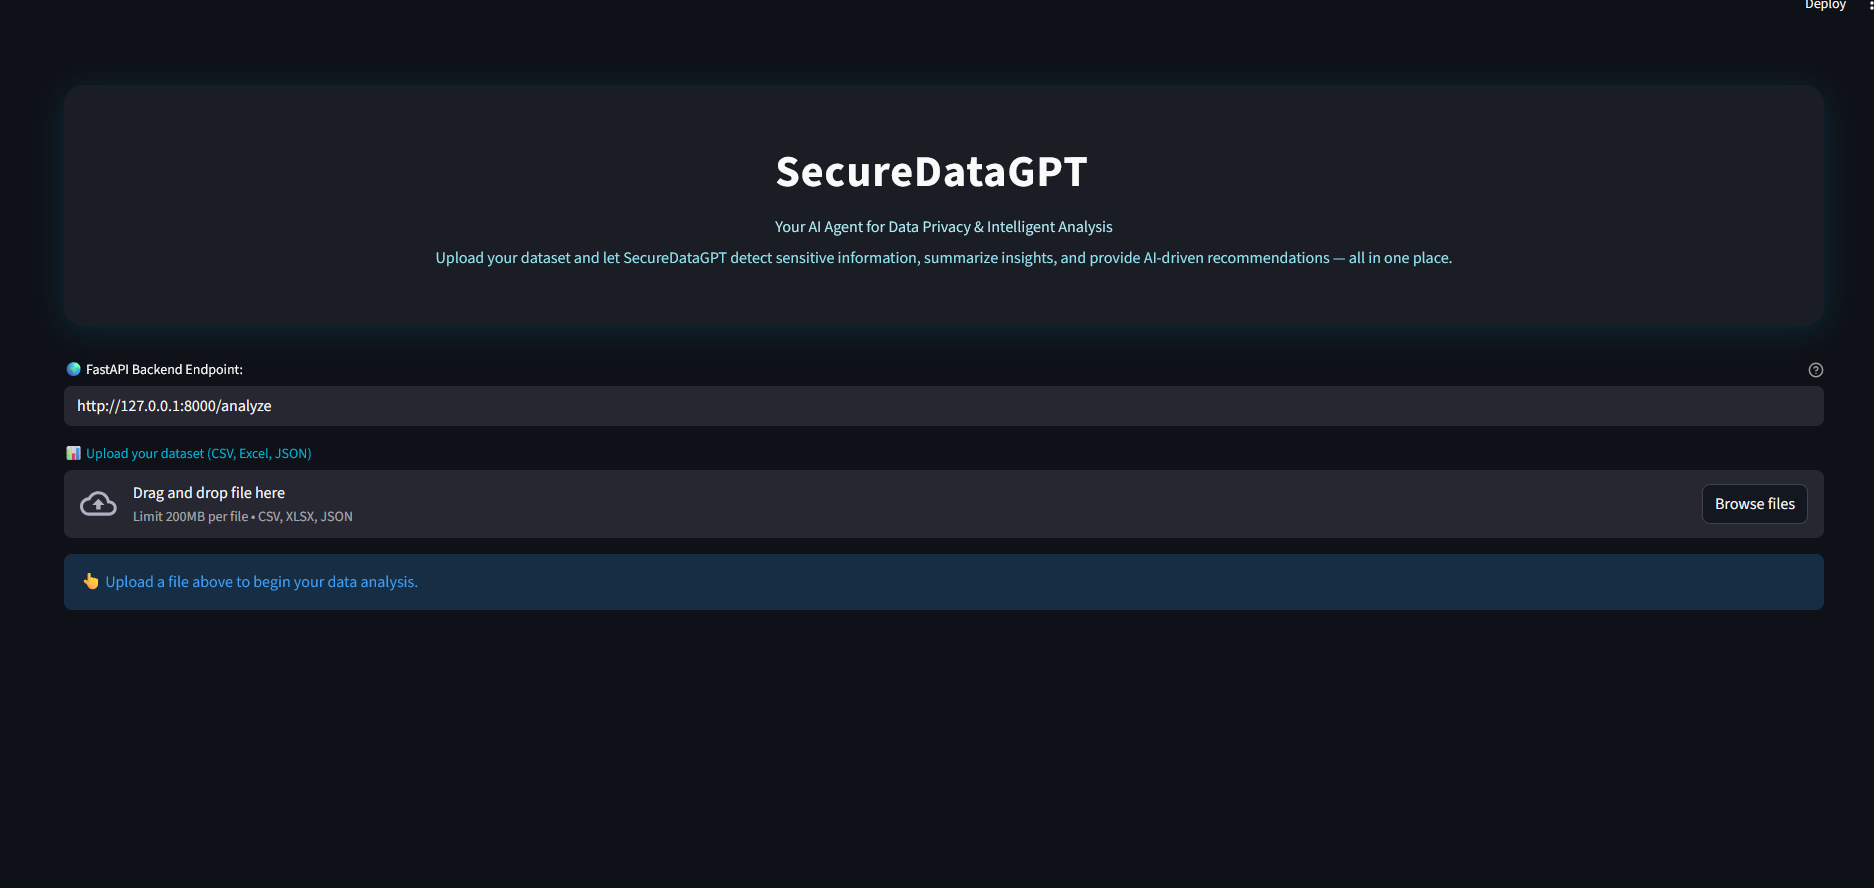 Deploy
SecureDataGPT
Your AI Agent for Data Privacy & Intelligent Analysis
Upload your dataset and let SecureDataGPT detect sensitive information, summarize insights, and provide AI-driven recommendations — all in one place.
🌍 FastAPI Backend Endpoint:
http://127.0.0.1:8000/analyze
📊 Upload your dataset (CSV, Excel, JSON)
Drag and drop file here
Limit 200MB per file • CSV, XLSX, JSON
Browse files
👆 Upload a file above to begin your data analysis.